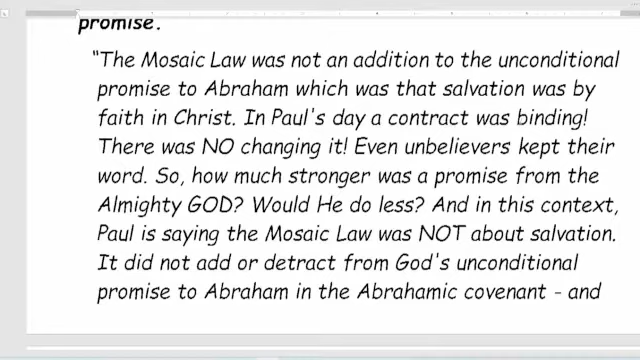 promise.
"The Mosaic Law was not an addition to the unconditional
promise to Abraham which was that salvation was by
faith in Christ. In Paul's day a contract was binding!
There was NO changing it! Even unbelievers kept their
word. So, how much stronger was a promise from the
Almighty GOD? Would He do less? And in this context,
Paul is saying the Mosaic Law was NOT about salvation.
It did not add or detract from God's unconditional
promise to Abraham in the Abrahamic covenant - and